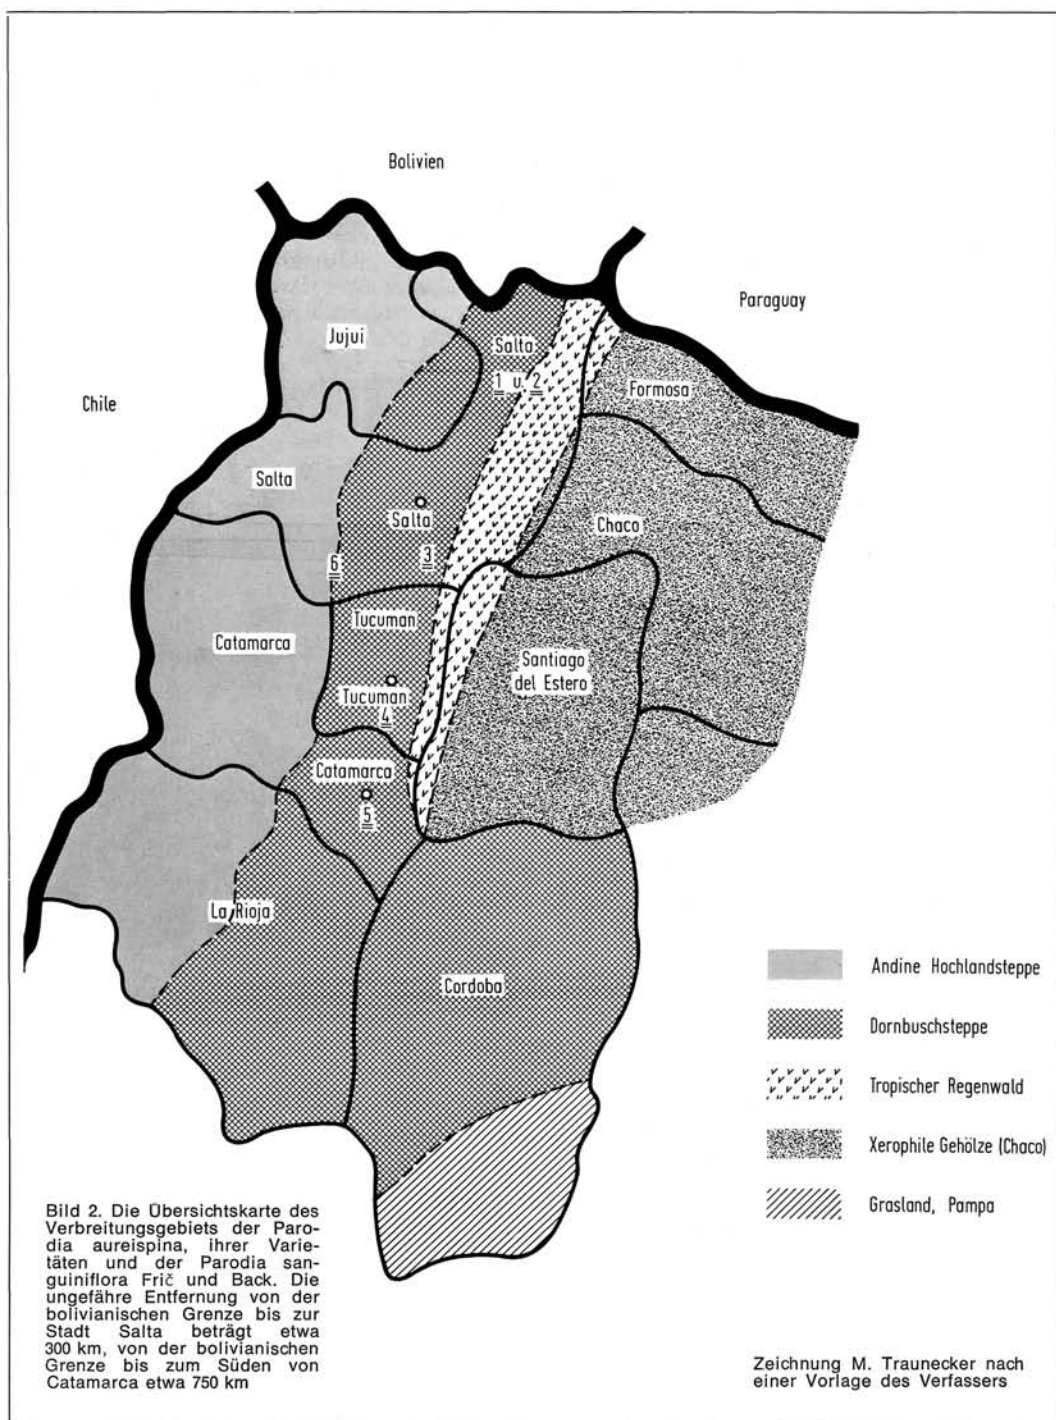 Bolivien
Paraguay
Jujui
Salta
1 u. 2
Formosa
Chile
Salta
Salta
Chaco
3
6
Tucuman
Catamarca
Santiago
del Estero
Tucuman
4
Catamarca
5
La Rioja
Cordoba
Andine Hochlandsteppe
Dornbuschsteppe
Tropischer Regenwald
Xerophile Gehölze (Chaco)
Grasland, Pampa
Bild 2. Die Übersichtskarte des
Verbreitungsgebiets der Paro-
dia aureispina, ihrer Varie-
täten und der Parodia san-
guiniflora Frič und Back. Die
ungefähre Entfernung von der
bolivianischen Grenze bis zur
Stadt Salta beträgt etwa
300 km, von der bolivianischen
Grenze bis zum Süden von
Catamarca etwa 750 km
Zeichnung M. Traunecker nach
einer Vorlage des Verfassers